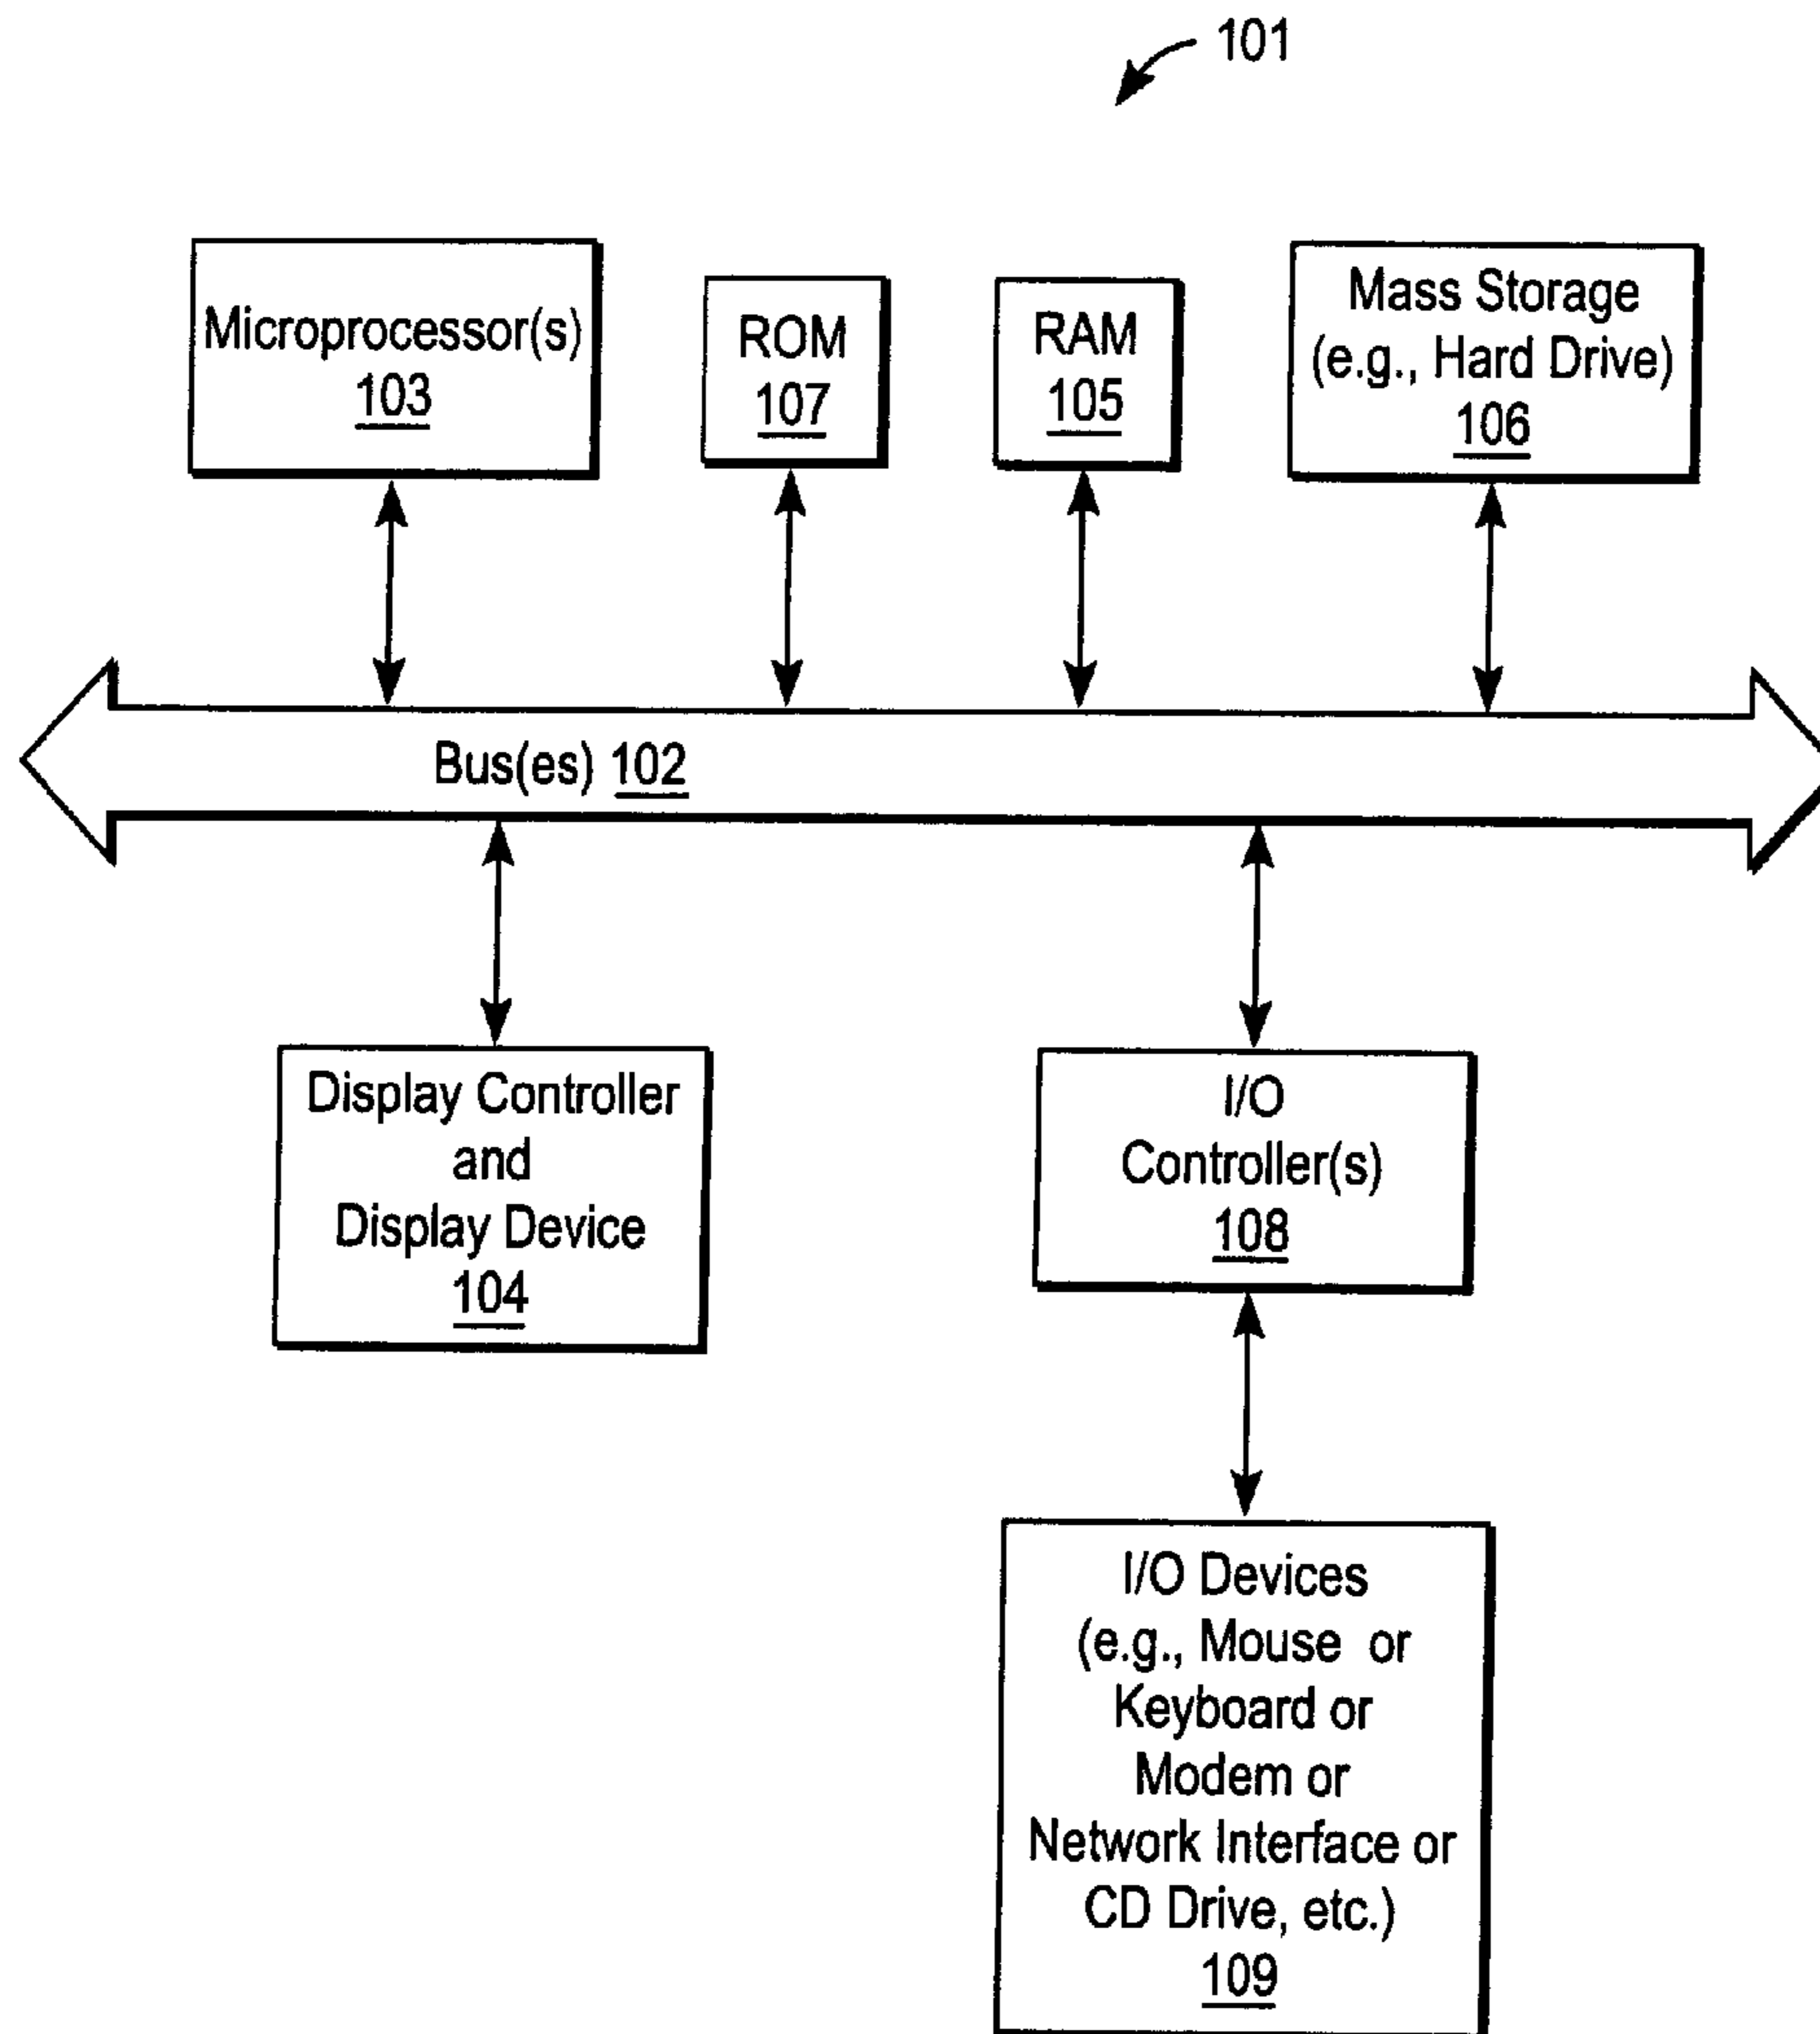 101
Microprocessor(s)
103
ROM
107
RAM
105
Mass Storage
(e.g., Hard Drive)
106
Bus(es) 102
Display Controller
and
Display Device
104
I/O
Controller(s)
108
I/O Devices
(e.g., Mouse or
Keyboard or
Modem or
Network Interface or
CD Drive, etc.)
109